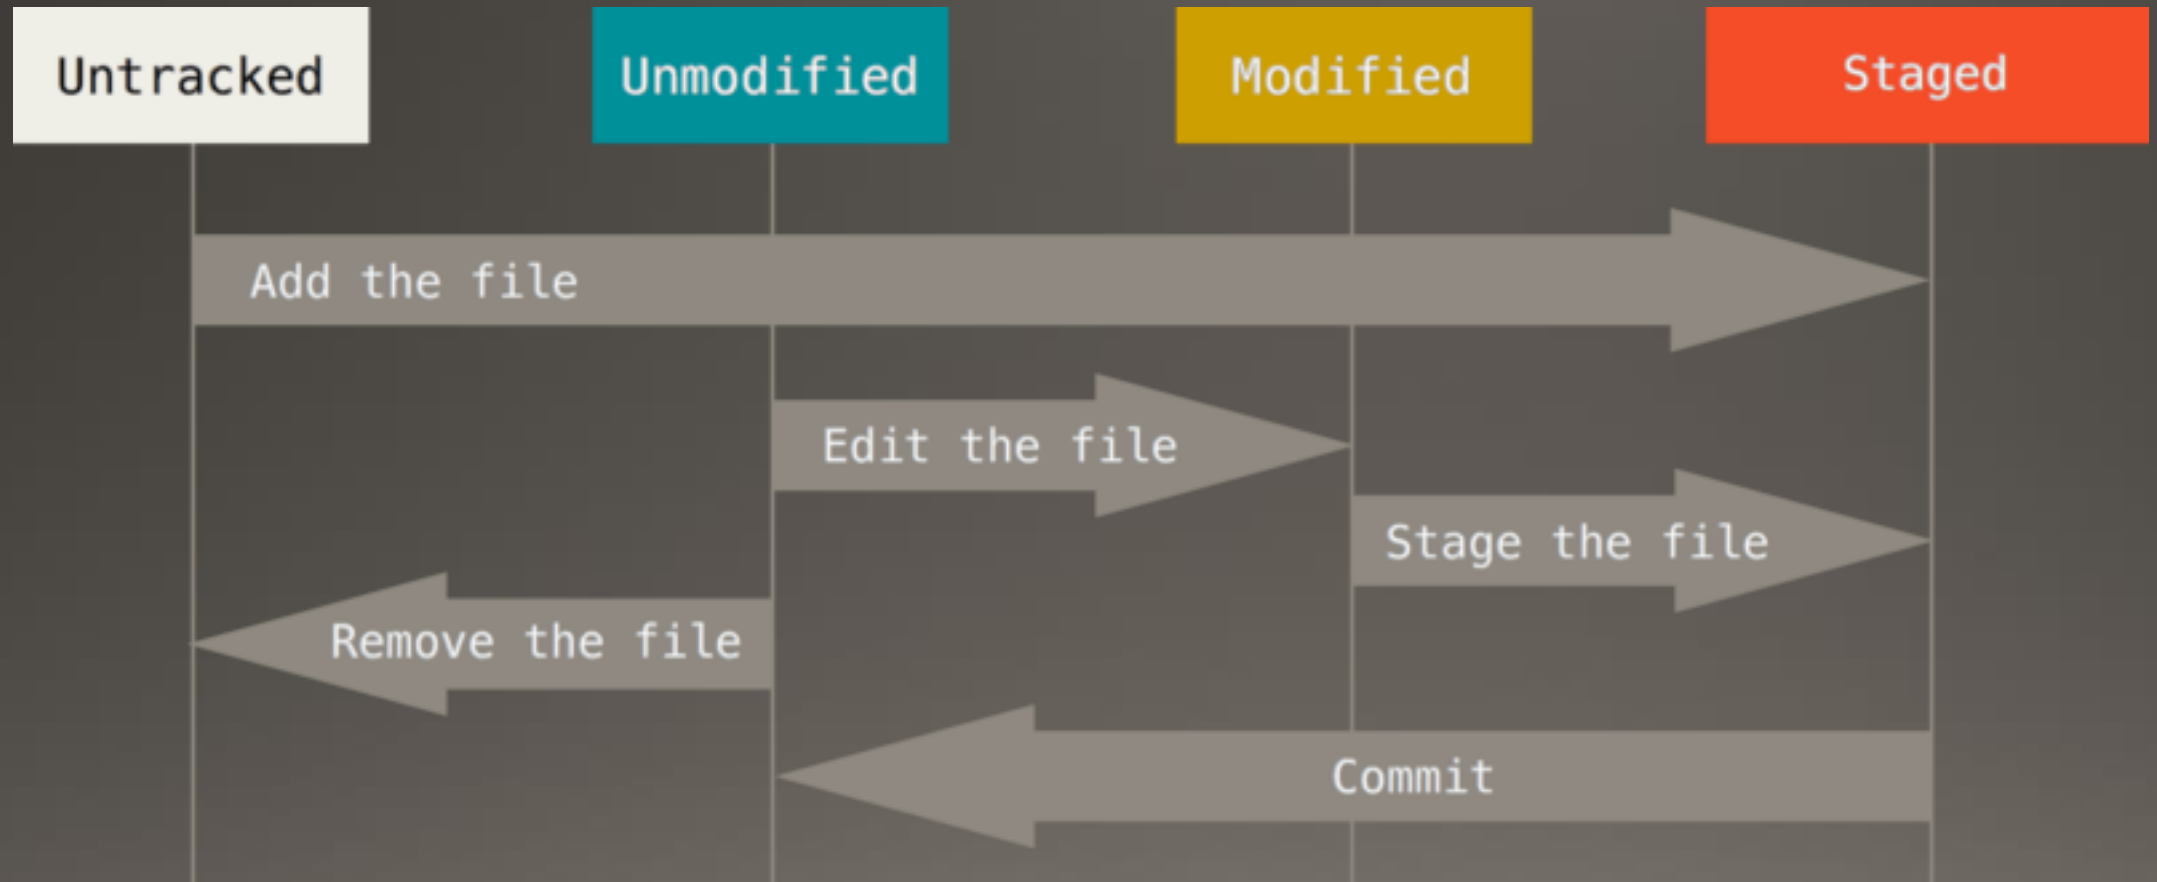 Untracked
Unmodified
Modified
Staged
Add the file
Edit the file
Stage the file
Remove the file
Commit